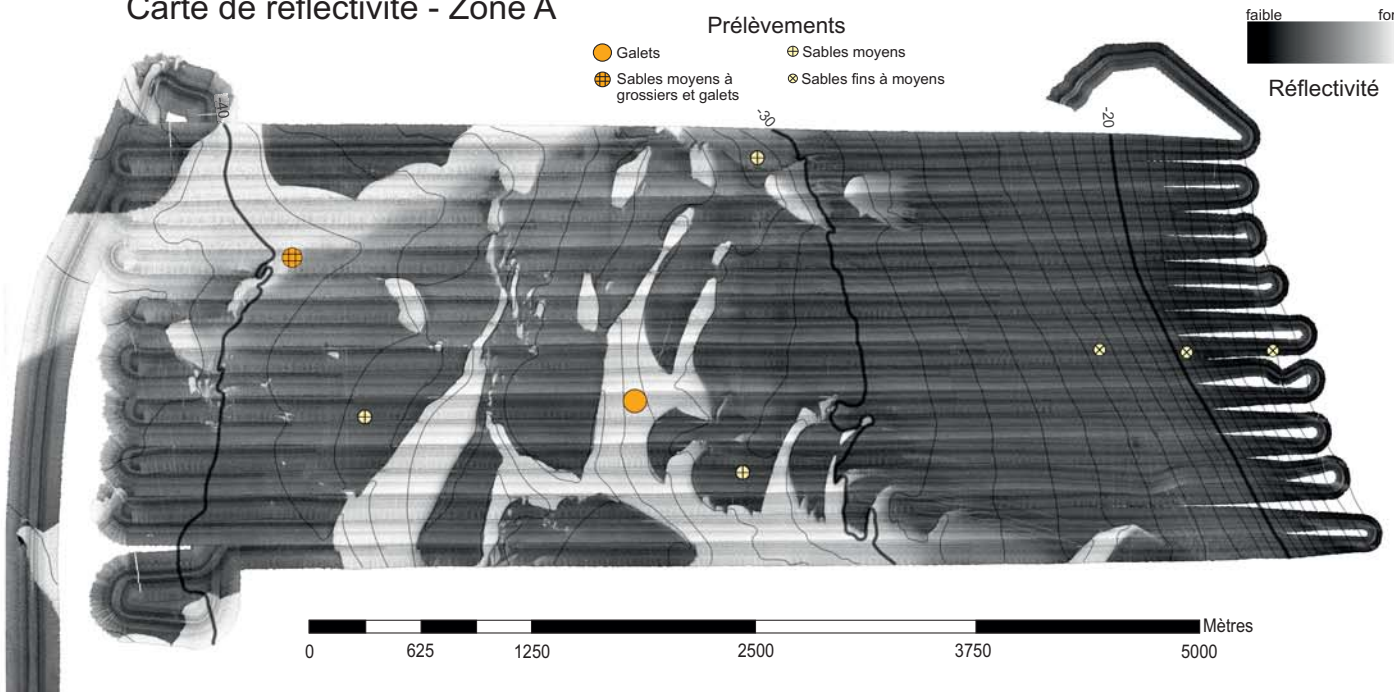 Carte de réflectivité - Zone A
Prélèvements
Galets
Sables moyens à
grossiers et galets
Sables moyens
Sables fins à moyens
faible
Réflectivité
-40
-30
-20
0
625
1250
2500
3750
5000
Mètres